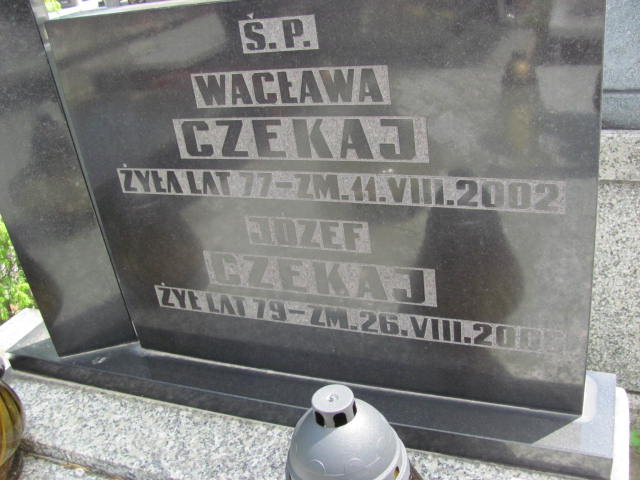 Ś.P.
WACŁAWA
CZEKAJ
ŻYŁA LAT 77-ZM.11.VIII.2002
JÓZEF
CZEKAJ
ŻYŁ LAT 79-ZM.26.VIII.